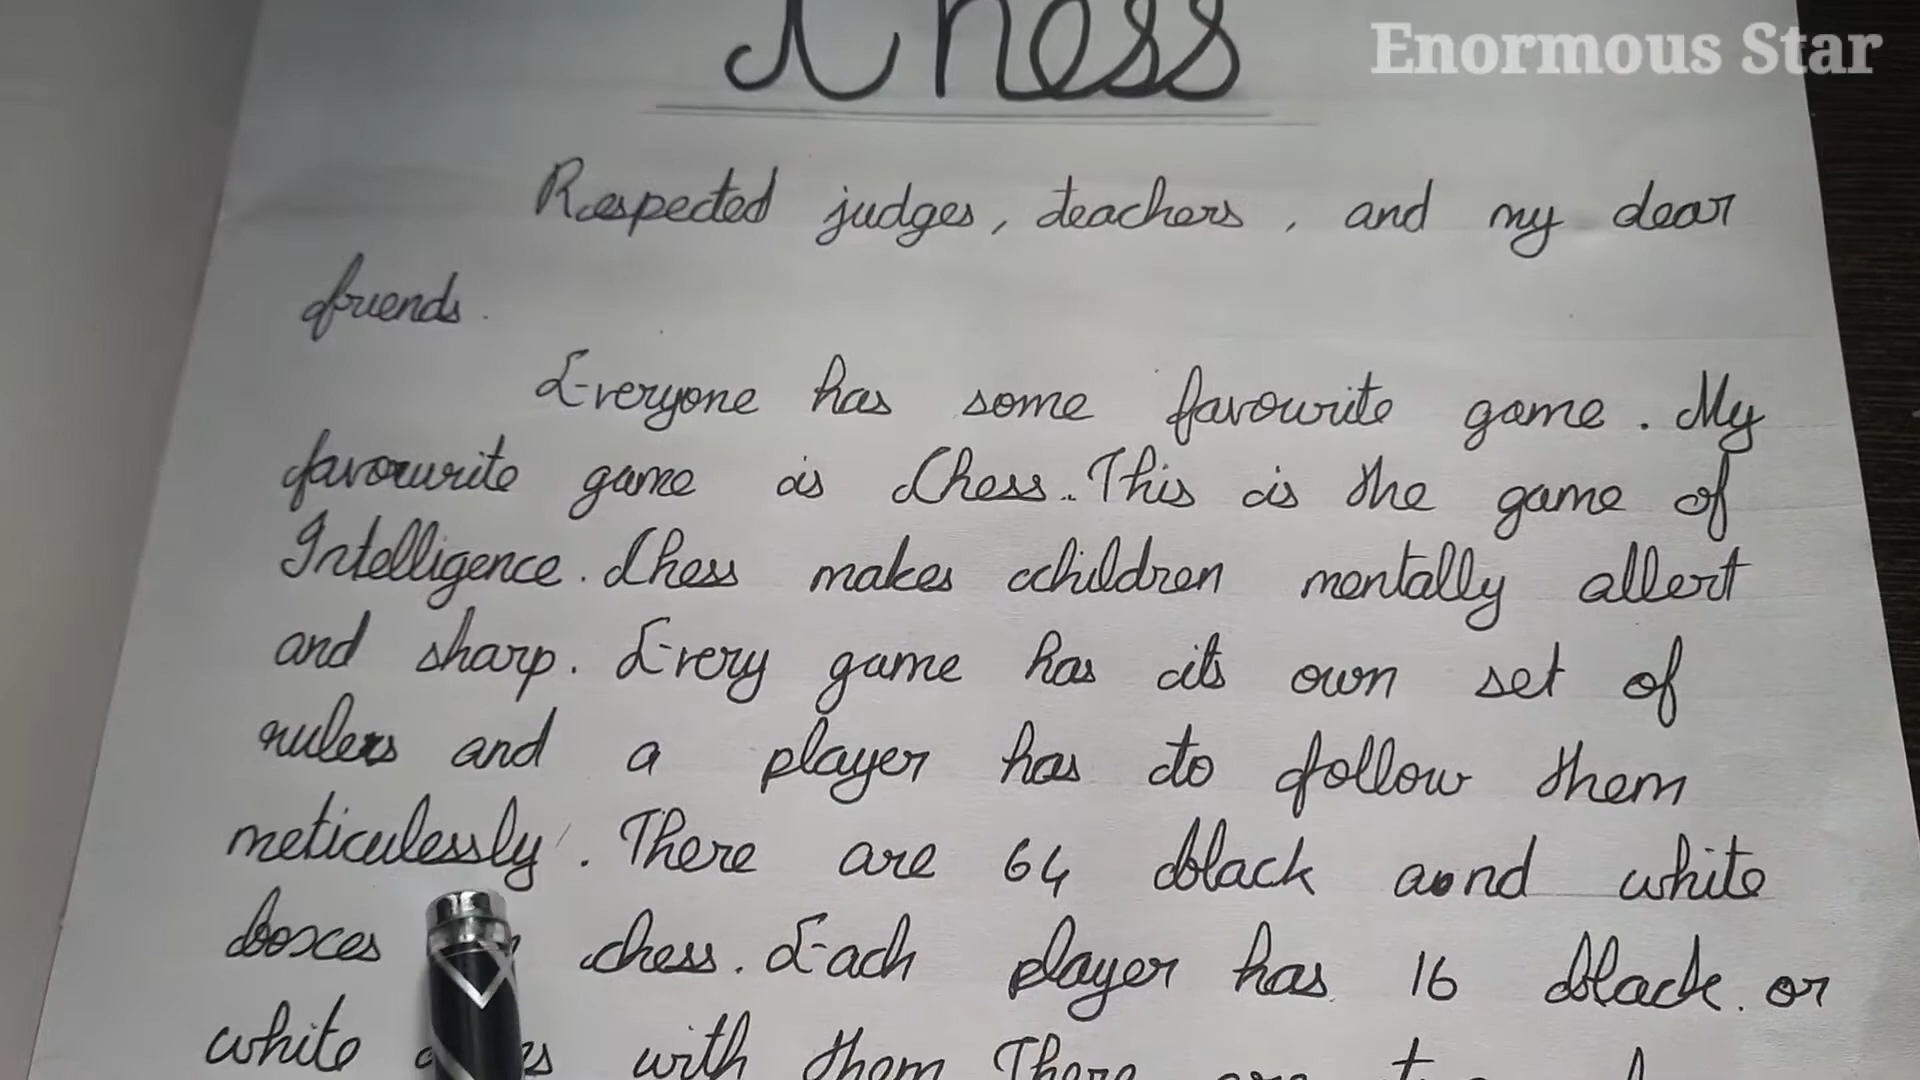 Chess
Enormous Star
Respected judges, teachers, and my dear
friends.
Everyone has some favourite game. My
favourite game is Chess. This is the game of
Intelligence. Chess makes children mentally allert
and sharp. Every game has its own set of
rules and a player has to follow them
meticulessly. There are 64 black and white
boxes chess. Each player has 16 black or
white with them There are